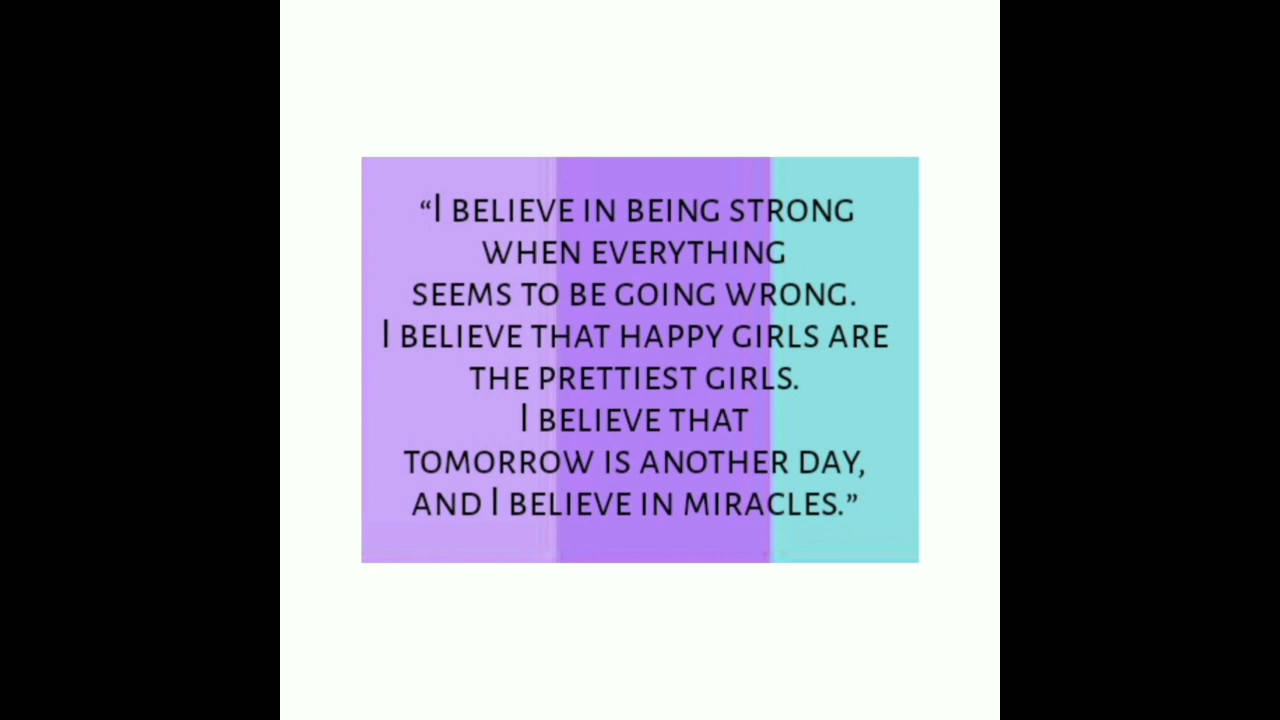 “I BELIEVE IN BEING STRONG
WHEN EVERYTHING
SEEMS TO BE GOING WRONG.
I BELIEVE THAT HAPPY GIRLS ARE
THE PRETTIEST GIRLS.
I BELIEVE THAT
TOMORROW IS ANOTHER DAY,
AND I BELIEVE IN MIRACLES.”